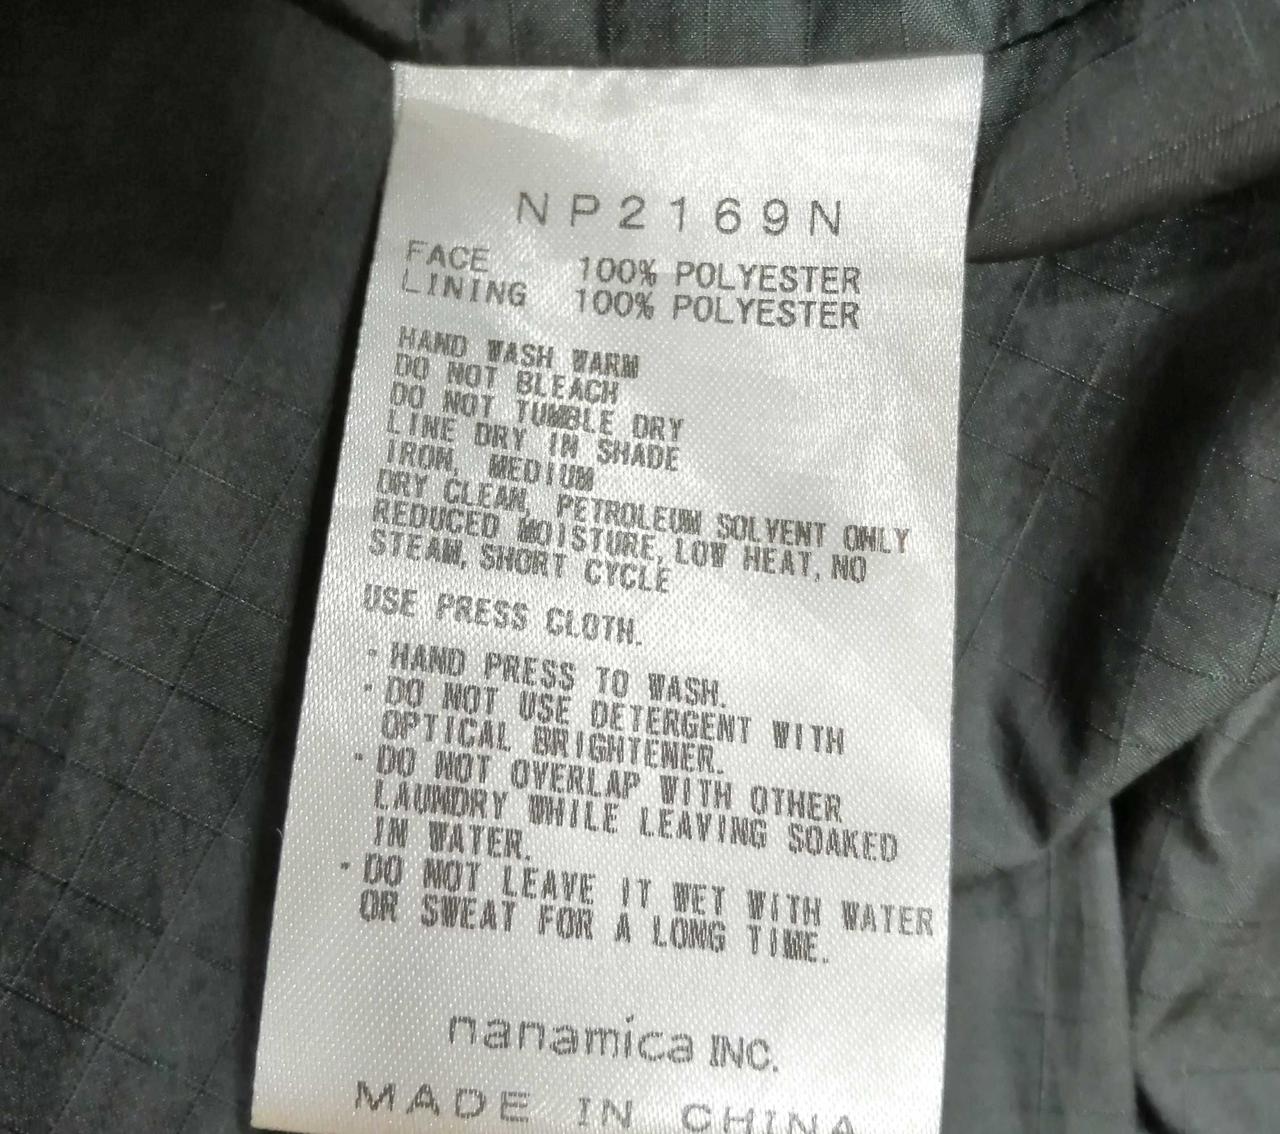 NP2169N
FACE 100% POLYESTER
LINING 100% POLYESTER
HAND WASH WARM
DO NOT BLEACH
DO NOT TUMBLE DRY
LINE DRY IN SHADE
IRON, MEDIUM
DRY CLEAN, PETROLEUM SOLVENT ONLY
REDUCED MOISTURE, LOW HEAT, NO
STEAM, SHORT CYCLE
USE PRESS CLOTH.
・HAND PRESS TO WASH.
・DO NOT USE DETERGENT WITH
OPTICAL BRIGHTENER.
・DO NOT OVERLAP WITH OTHER
LAUNDRY WHILE LEAVING SOAKED
IN WATER.
・DO NOT LEAVE IT WET WITH WATER
OR SWEAT FOR A LONG TIME.
nanamica INC.
MADE IN CHINA